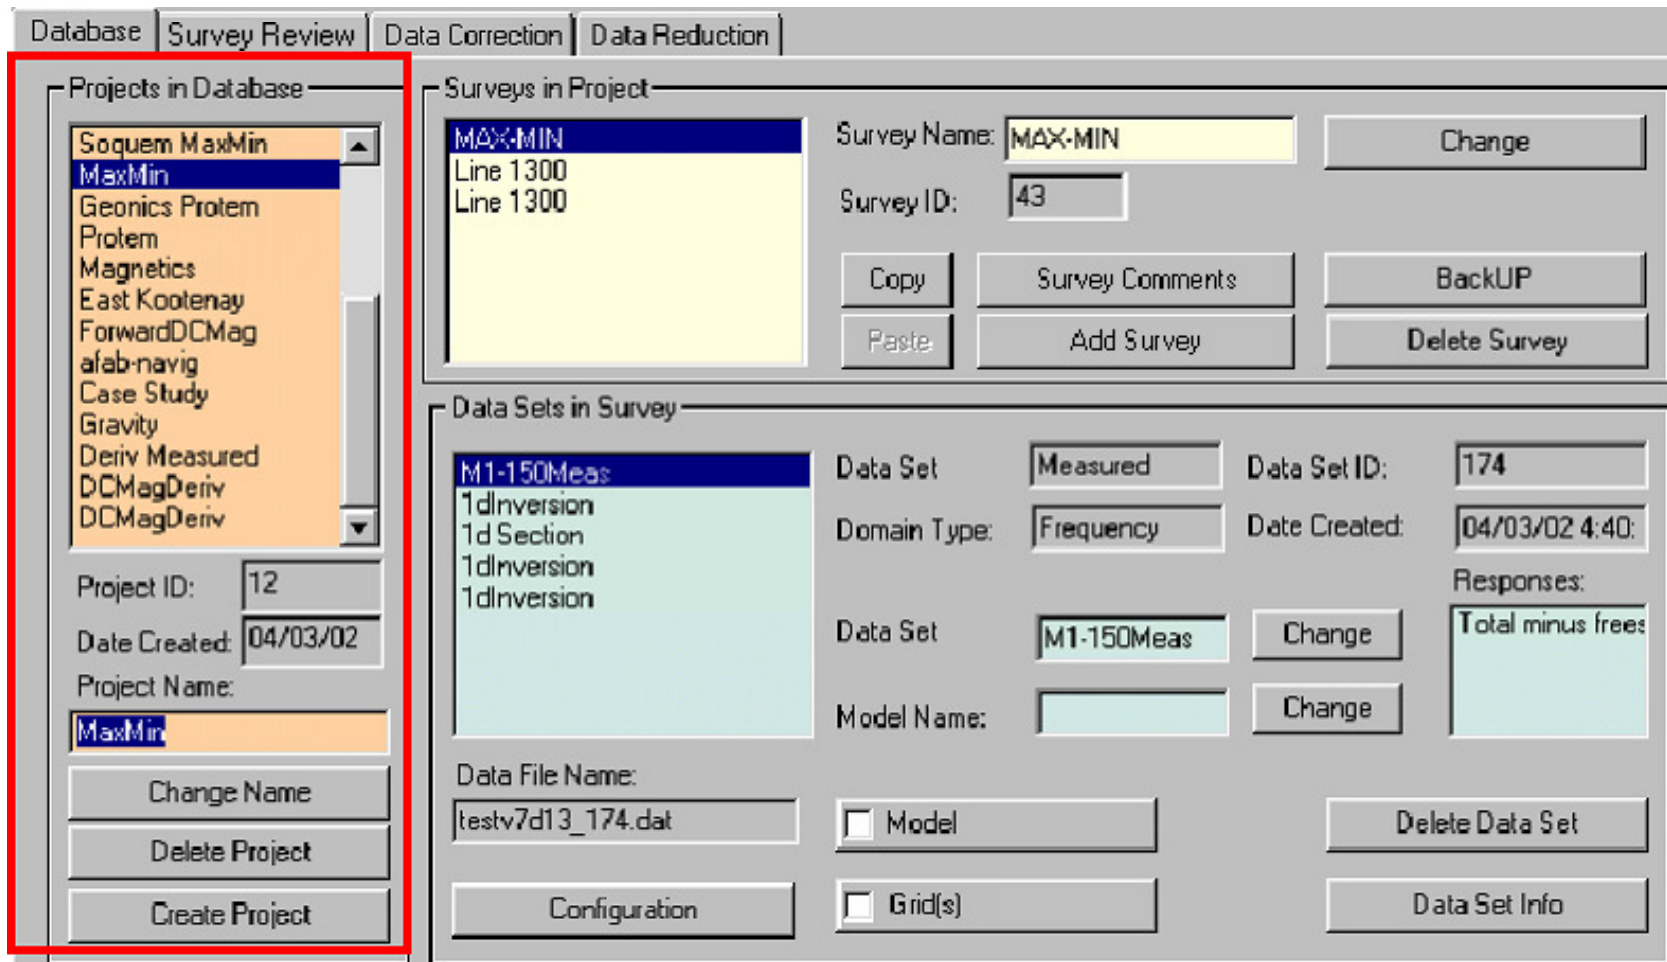 Database Survey Review Data Correction Data Reduction
Projects in Database
Soquem MaxMin
MaxMin
Geonics Protem
Protem
Magnetics
East Kootenay
ForwardDCMag
afab-navig
Case Study
Gravity
Deriv Measured
DCMagDeriv
DCMagDeriv
Project ID: 12
Date Created: 04/03/02
Project Name:
MaxMin
Change Name
Delete Project
Create Project
Surveys in Project
MAX-MIN
Line 1300
Line 1300
Survey Name: MAX-MIN Change
Survey ID: 43
Copy Survey Comments BackUP
Paste Add Survey Delete Survey
Data Sets in Survey
M1-150Meas
1dInversion
1d Section
1dInversion
1dInversion
Data Set Measured Data Set ID: 174
Domain Type: Frequency Date Created: 04/03/02 4:40:
Responses:
Total minus frees
Data Set M1-150Meas Change
Model Name: Change
Data File Name:
testv7d13_174.dat
Model Delete Data Set
Configuration Grid(s) Data Set Info